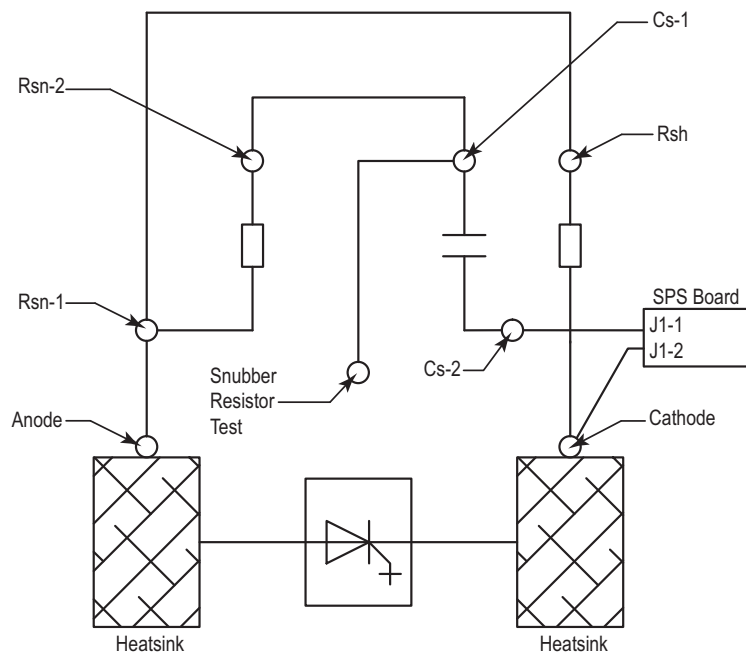 Cs-1
Rsn-2
Rsh
Rsn-1
SPS Board
J1-1
J1-2
Snubber
Resistor
Test
Cs-2
Anode
Cathode
Heatsink
Heatsink